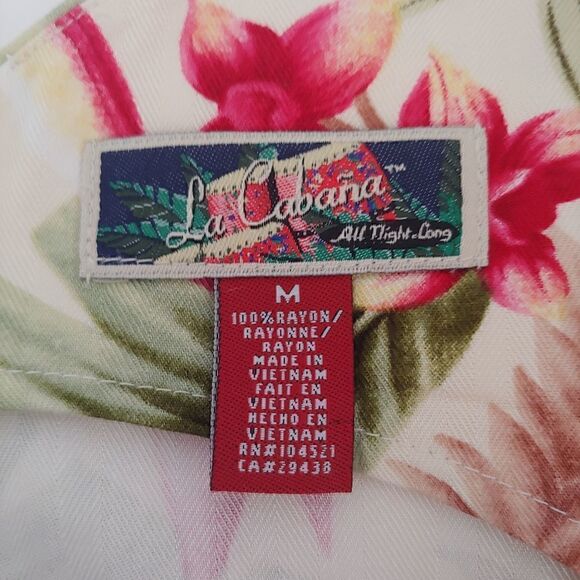 La Cabaña™
All Night-Long
M
100%RAYON/
RAYONNE/
RAYON
MADE IN
VIETNAM
FAIT EN
VIETNAM
HECHO EN
VIETNAM
RN#104521
CA#29438